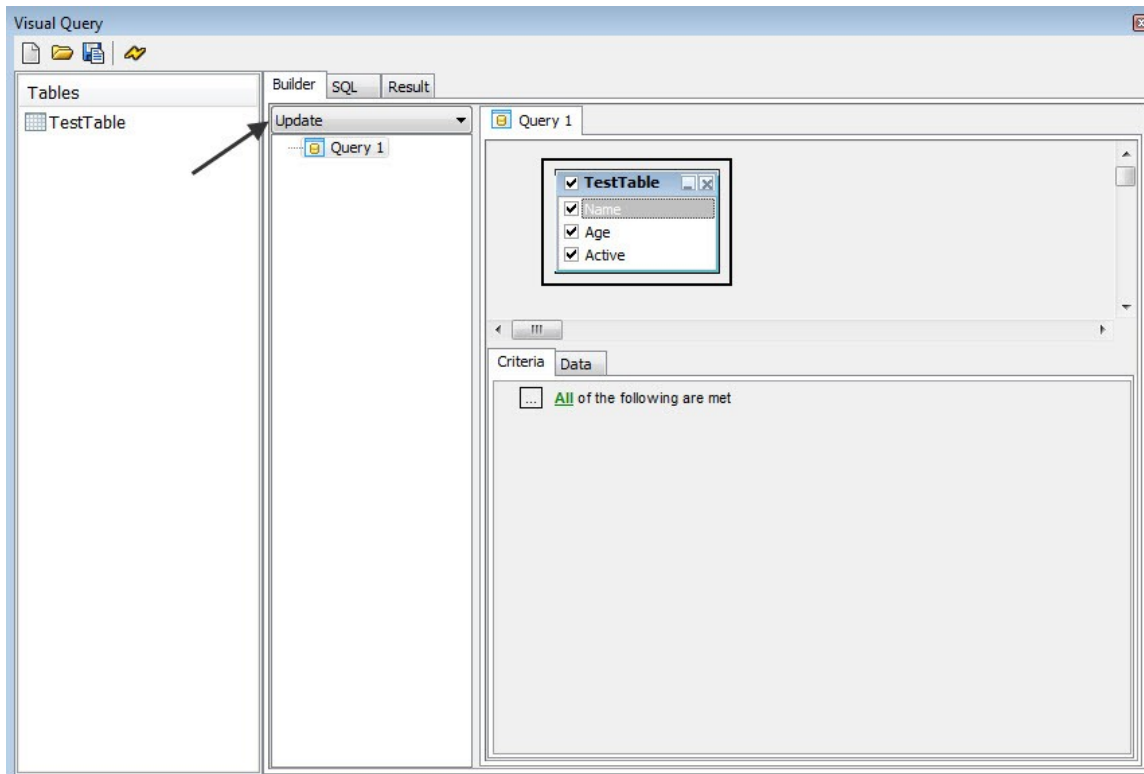 Visual Query
Tables
TestTable
Builder SQL Result
Update
Query 1
Query 1
TestTable
Name
Age
Active
Criteria Data
... All of the following are met